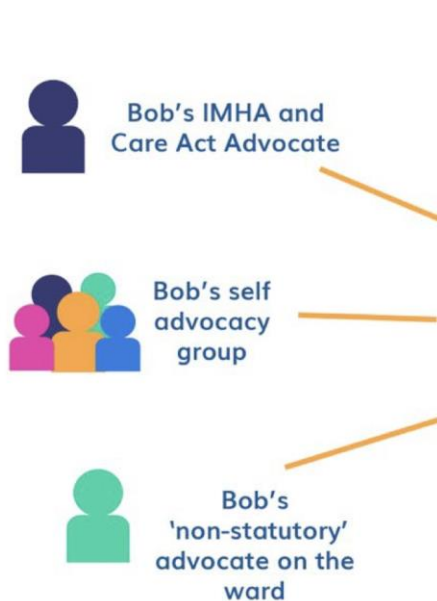 Bob's IMHA and
Care Act Advocate
Bob's self
advocacy
group
Bob's
'non-statutory'
advocate on the
ward